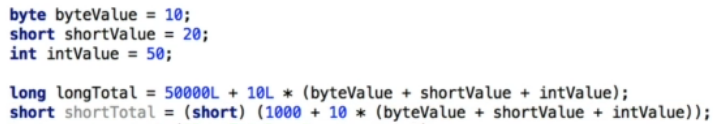 byte byteValue = 10;
short shortValue = 20;
int intValue = 50;
long longTotal = 50000L + 10L * (byteValue + shortValue + intValue);
short shortTotal = (short) (1000 + 10 * (byteValue + shortValue + intValue));